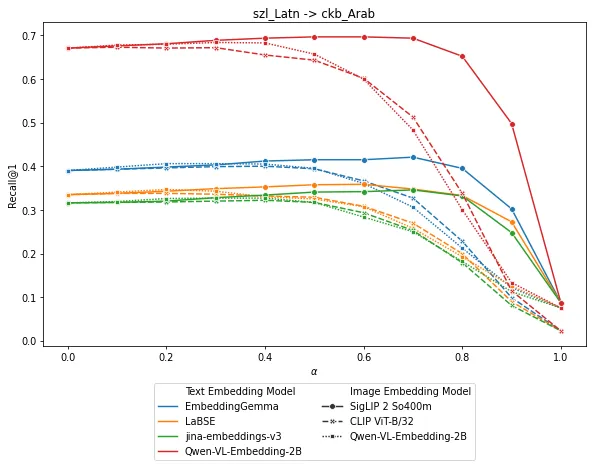 szl_Latn -> ckb_Arab
Recall@1
0.7
0.6
0.5
0.4
0.3
0.2
0.1
0.0
0.0 0.2 0.4 0.6 0.8 1.0
α
Text Embedding Model
EmbeddingGemma
LaBSE
jina-embeddings-v3
Qwen-VL-Embedding-2B
Image Embedding Model
SigLIP 2 So400m
CLIP ViT-B/32
Qwen-VL-Embedding-2B